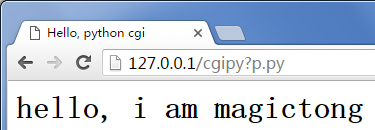 Hello, python cgi
127.0.0.1/cgipy?p.py
hello, i am magictong